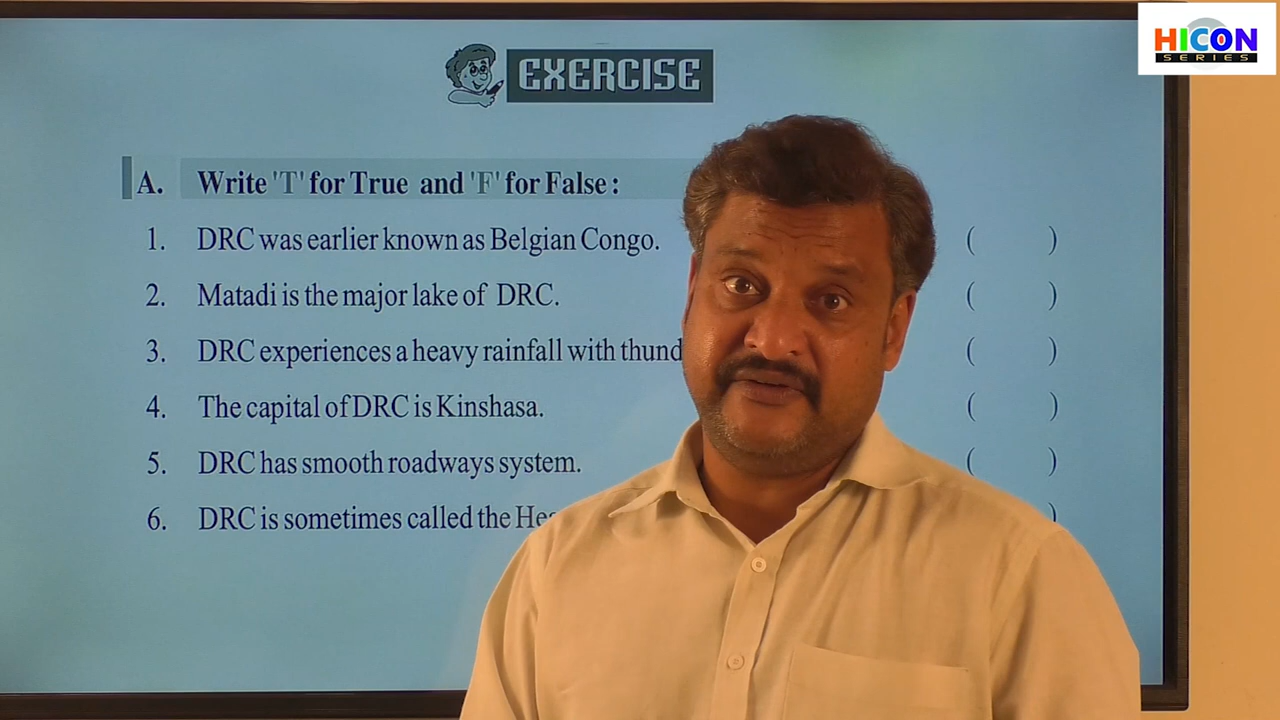 HICON
SERIES
EXERCISE
A. Write 'T' for True and 'F' for False :
1. DRC was earlier known as Belgian Congo. ( )
2. Matadi is the major lake of DRC. ( )
3. DRC experiences a heavy rainfall with ( )
4. The capital of DRC is Kinshasa. ( )
5. DRC has smooth roadways system. ( )
6. DRC is sometimes called the )